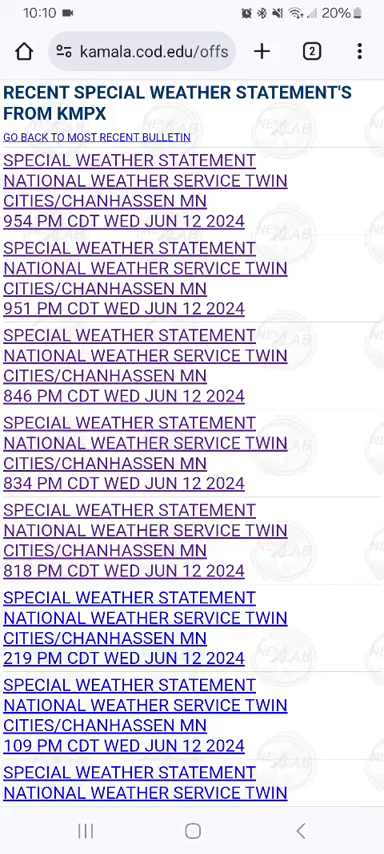 10:10
20%
kamala.cod.edu/offs
2
RECENT SPECIAL WEATHER STATEMENT'S
FROM KMPX
GO BACK TO MOST RECENT BULLETIN
SPECIAL WEATHER STATEMENT
NATIONAL WEATHER SERVICE TWIN
CITIES/CHANHASSEN MN
954 PM CDT WED JUN 12 2024
SPECIAL WEATHER STATEMENT
NATIONAL WEATHER SERVICE TWIN
CITIES/CHANHASSEN MN
951 PM CDT WED JUN 12 2024
SPECIAL WEATHER STATEMENT
NATIONAL WEATHER SERVICE TWIN
CITIES/CHANHASSEN MN
846 PM CDT WED JUN 12 2024
SPECIAL WEATHER STATEMENT
NATIONAL WEATHER SERVICE TWIN
CITIES/CHANHASSEN MN
834 PM CDT WED JUN 12 2024
SPECIAL WEATHER STATEMENT
NATIONAL WEATHER SERVICE TWIN
CITIES/CHANHASSEN MN
818 PM CDT WED JUN 12 2024
SPECIAL WEATHER STATEMENT
NATIONAL WEATHER SERVICE TWIN
CITIES/CHANHASSEN MN
219 PM CDT WED JUN 12 2024
SPECIAL WEATHER STATEMENT
NATIONAL WEATHER SERVICE TWIN
CITIES/CHANHASSEN MN
109 PM CDT WED JUN 12 2024
SPECIAL WEATHER STATEMENT
NATIONAL WEATHER SERVICE TWIN